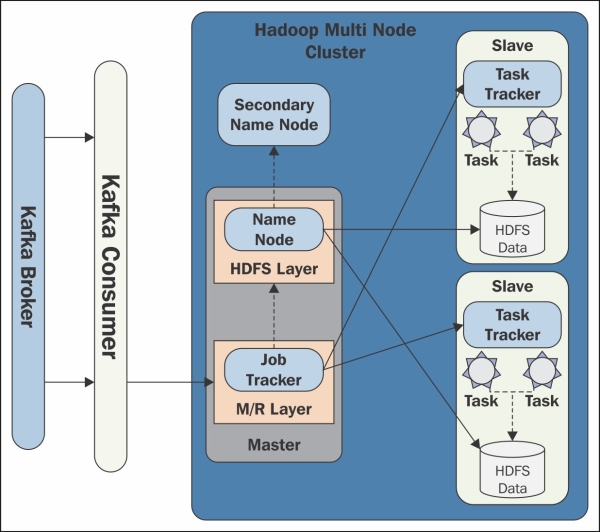 Hadoop Multi Node
Cluster
Kafka Broker
Kafka Consumer
Secondary
Name Node
Name
Node
HDFS Layer
Job
Tracker
M/R Layer
Master
Slave
Task
Tracker
Task Task
HDFS
Data
Slave
Task
Tracker
Task Task
HDFS
Data